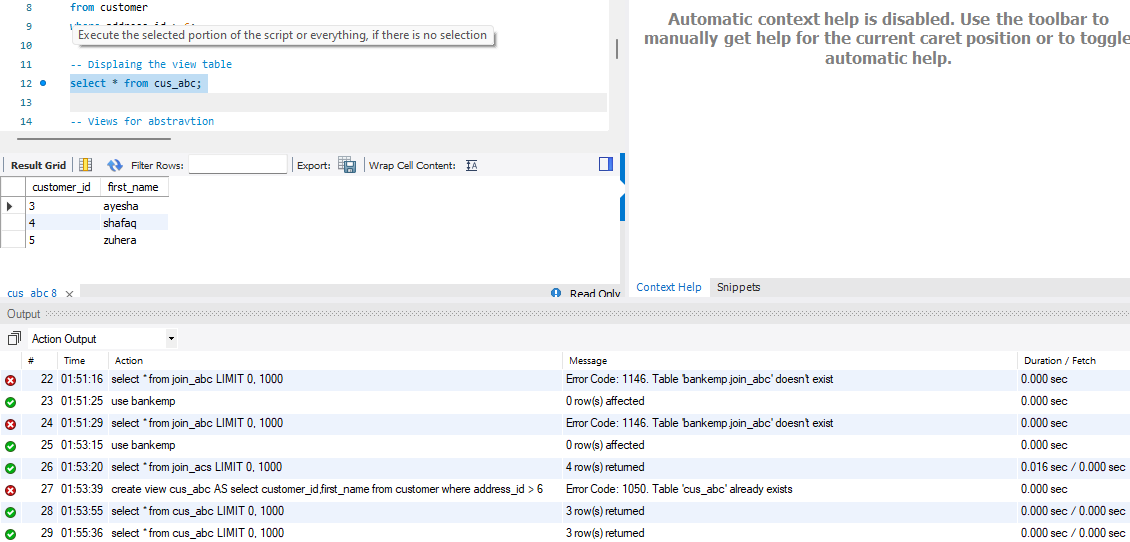 8 from customer
9
Execute the selected portion of the script or everything, if there is no selection
10
11 -- Displaing the view table
12 select * from cus_abc;
13
14 -- Views for abstravtion
Automatic context help is disabled. Use the toolbar to
manually get help for the current caret position or to toggle
automatic help.
Result Grid Filter Rows: Export: Wrap Cell Content: IA
customer_id first_name
3 ayesha
4 shafaq
5 zuhera
cus_abc 8 × Read Only
Context Help Snippets
Output
Action Output
# Time Action Message Duration / Fetch
22 01:51:16 select * from join_abc LIMIT 0, 1000 Error Code: 1146. Table 'bankemp.join_abc' doesn't exist 0.000 sec
23 01:51:25 use bankemp 0 row(s) affected 0.000 sec
24 01:51:29 select * from join_abc LIMIT 0, 1000 Error Code: 1146. Table 'bankemp.join_abc' doesn't exist 0.000 sec
25 01:53:15 use bankemp 0 row(s) affected 0.000 sec
26 01:53:20 select * from join_acs LIMIT 0, 1000 4 row(s) returned 0.016 sec / 0.000 sec
27 01:53:39 create view cus_abc AS select customer_id,first_name from customer where address_id > 6 Error Code: 1050. Table 'cus_abc' already exists 0.000 sec
28 01:53:55 select * from cus_abc LIMIT 0, 1000 3 row(s) returned 0.000 sec / 0.000 sec
29 01:55:36 select * from cus_abc LIMIT 0, 1000 3 row(s) returned 0.000 sec / 0.000 sec